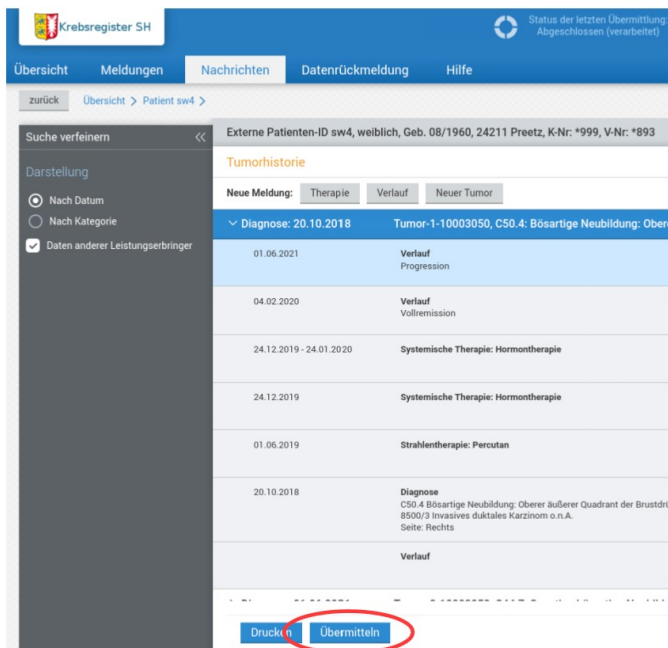 Krebsregister SH
Status der letzten Übermittlung:
Abgeschlossen (verarbeitet)
Übersicht Meldungen Nachrichten Datenrückmeldung Hilfe
zurück Übersicht > Patient sw4 >
Suche verfeinern
Darstellung
Nach Datum
Nach Kategorie
Daten anderer Leistungserbringer
Externe Patienten-ID sw4, weiblich, Geb. 08/1960, 24211 Preetz, K-Nr: *999, V-Nr: *893
Tumorhistorie
Neue Meldung: Therapie Verlauf Neuer Tumor
Diagnose: 20.10.2018 Tumor-1-10003050, C50.4: Bösartige Neubildung: Ober
01.06.2021 Verlauf
Progression
04.02.2020 Verlauf
Vollremission
24.12.2019 - 24.01.2020 Systemische Therapie: Hormontherapie
24.12.2019 Systemische Therapie: Hormontherapie
01.06.2019 Strahlentherapie: Percutan
20.10.2018 Diagnose
C50.4 Bösartige Neubildung: Oberer äußerer Quadrant der Brustdrü
8500/3 Invasives duktales Karzinom o.n.A.
Seite: Rechts
Verlauf
Drucken Übermitteln